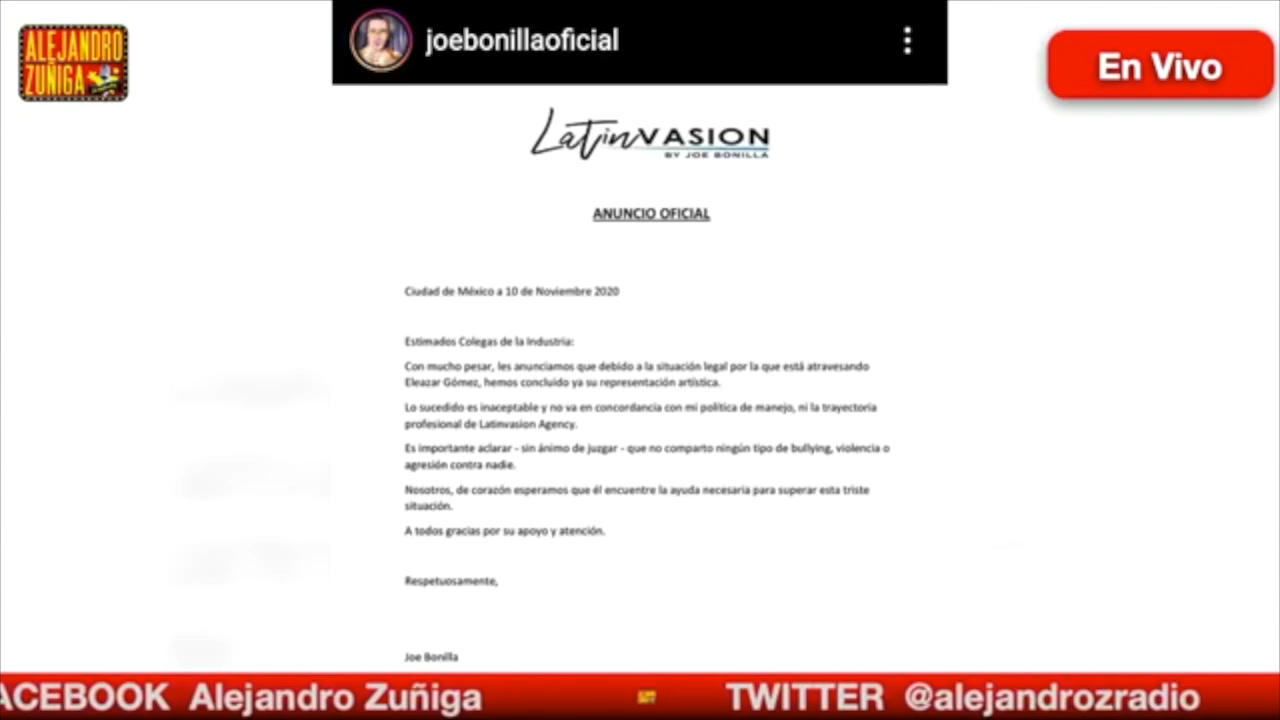 ALEJANDRO
ZUÑIGA
joebonillaoficial
En Vivo
LatinVASION
BY JOE BONILLA
ANUNCIO OFICIAL
Ciudad de México a 10 de Noviembre 2020
Estimados Colegas de la Industria:
Con mucho pesar, les anunciamos que debido a la situación legal por la que está atravesando
Eleazar Gómez, hemos concluido ya su representación artística.
Lo sucedido es inaceptable y no va en concordancia con mi política de manejo, ni la trayectoria
profesional de Latinvasion Agency.
Es importante aclarar - sin ánimo de juzgar - que no comparto ningún tipo de bullying, violencia o
agresión contra nadie.
Nosotros, de corazón esperamos que él encuentre la ayuda necesaria para superar esta triste
situación.
A todos gracias por su apoyo y atención.
Respetuosamente,
Joe Bonilla
ACEBOOK Alejandro Zuñiga TWITTER @alejandrozradio